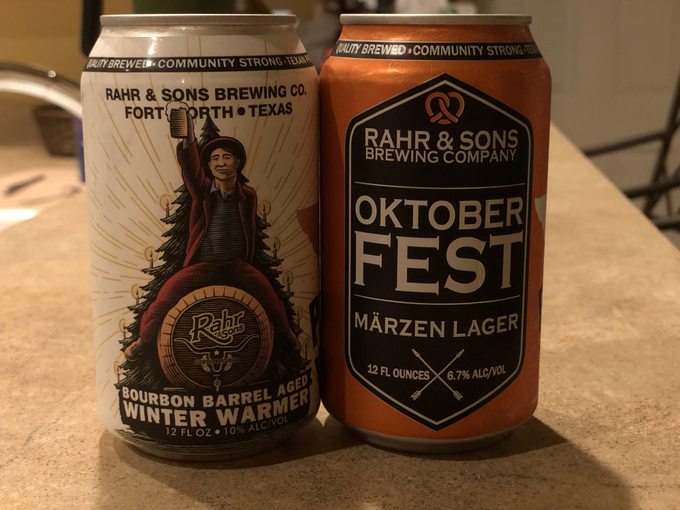 QUALITY BREWED • COMMUNITY STRONG • TEXAN
RAHR & SONS BREWING CO.
FORT WORTH • TEXAS
Rahr
& Sons
BOURBON BARREL AGED
WINTER WARMER
12 FL OZ • 10% ALC/VOL
QUALITY BREWED • COMMUNITY STRONG •
RAHR & SONS
BREWING COMPANY
OKTOBER
FEST
MÄRZEN LAGER
12 FL OUNCES 6.7% ALC/VOL